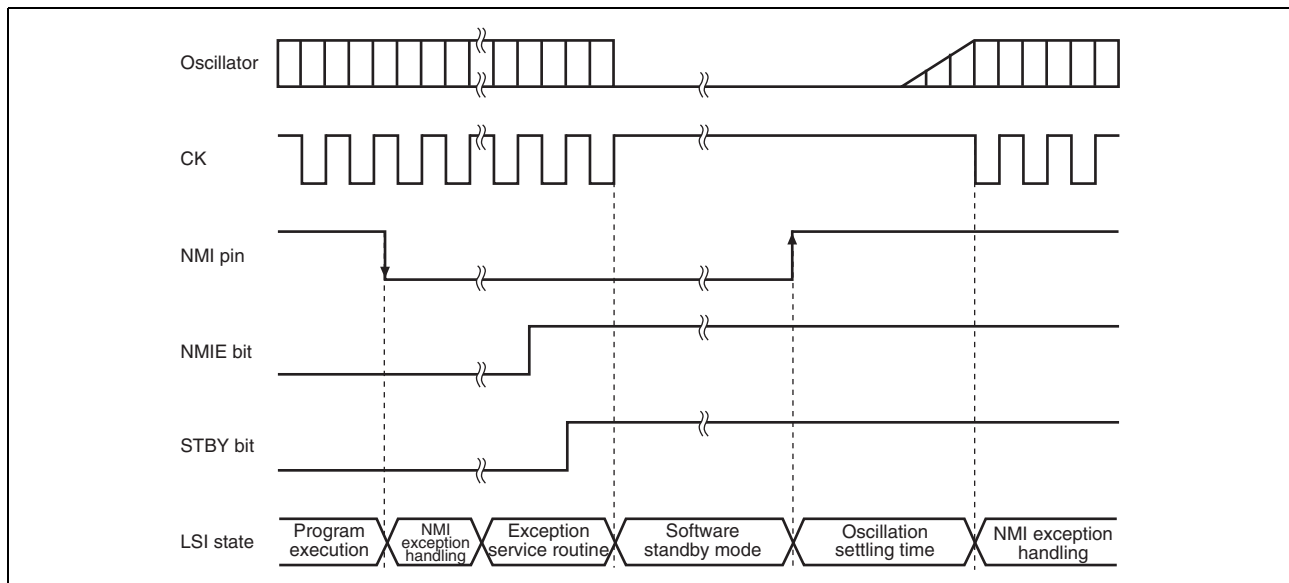 Oscillator
CK
NMI pin
NMIE bit
STBY bit
LSI state
Program
execution
NMI
exception
handling
Exception
service routine
Software
standby mode
Oscillation
settling time
NMI exception
handling